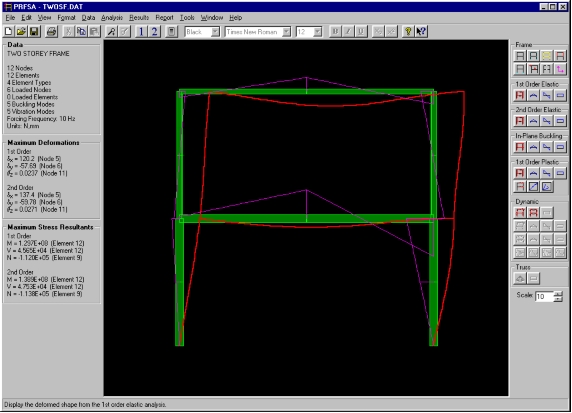 PRFSA - TWOSF.DAT
File Edit View Format Data Analysis Results Report Tools Window Help
1 2 Black Times New Roman 12 B I U
Data
TWO STOREY FRAME
12 Nodes
12 Elements
4 Element Types
6 Loaded Nodes
0 Loaded Elements
5 Buckling Modes
5 Vibration Modes
Forcing Frequency: 10 Hz
Units: N,mm
Maximum Deformations
1st Order
δx = 120.2 (Node 5)
δy = -57.69 (Node 6)
θz = 0.0237 (Node 11)
2nd Order
δx = 137.4 (Node 5)
δy = -59.78 (Node 6)
θz = 0.0271 (Node 11)
Maximum Stress Resultants
1st Order
M = 1.297E+08 (Element 12)
V = 4.565E+04 (Element 12)
N = -1.120E+05 (Element 9)
2nd Order
M = 1.389E+08 (Element 12)
V = 4.753E+04 (Element 12)
N = -1.138E+05 (Element 9)
Frame
1st Order Elastic
2nd Order Elastic
In-Plane Buckling
1st Order Plastic
Dynamic
Truss
Scale: 10
Display the deformed shape from the 1st order elastic analysis.